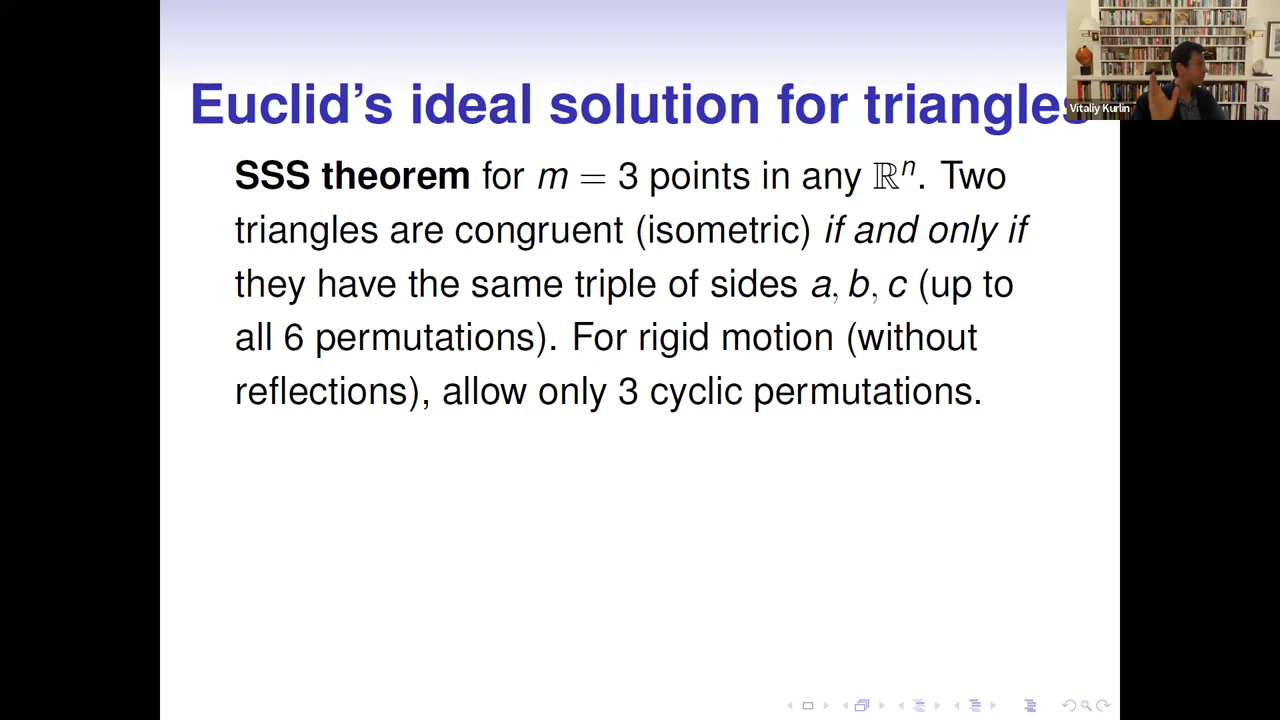 Euclid's ideal solution for triangles
Vitaliy Kurlin
SSS theorem for m = 3 points in any ℝⁿ. Two
triangles are congruent (isometric) if and only if
they have the same triple of sides a, b, c (up to
all 6 permutations). For rigid motion (without
reflections), allow only 3 cyclic permutations.